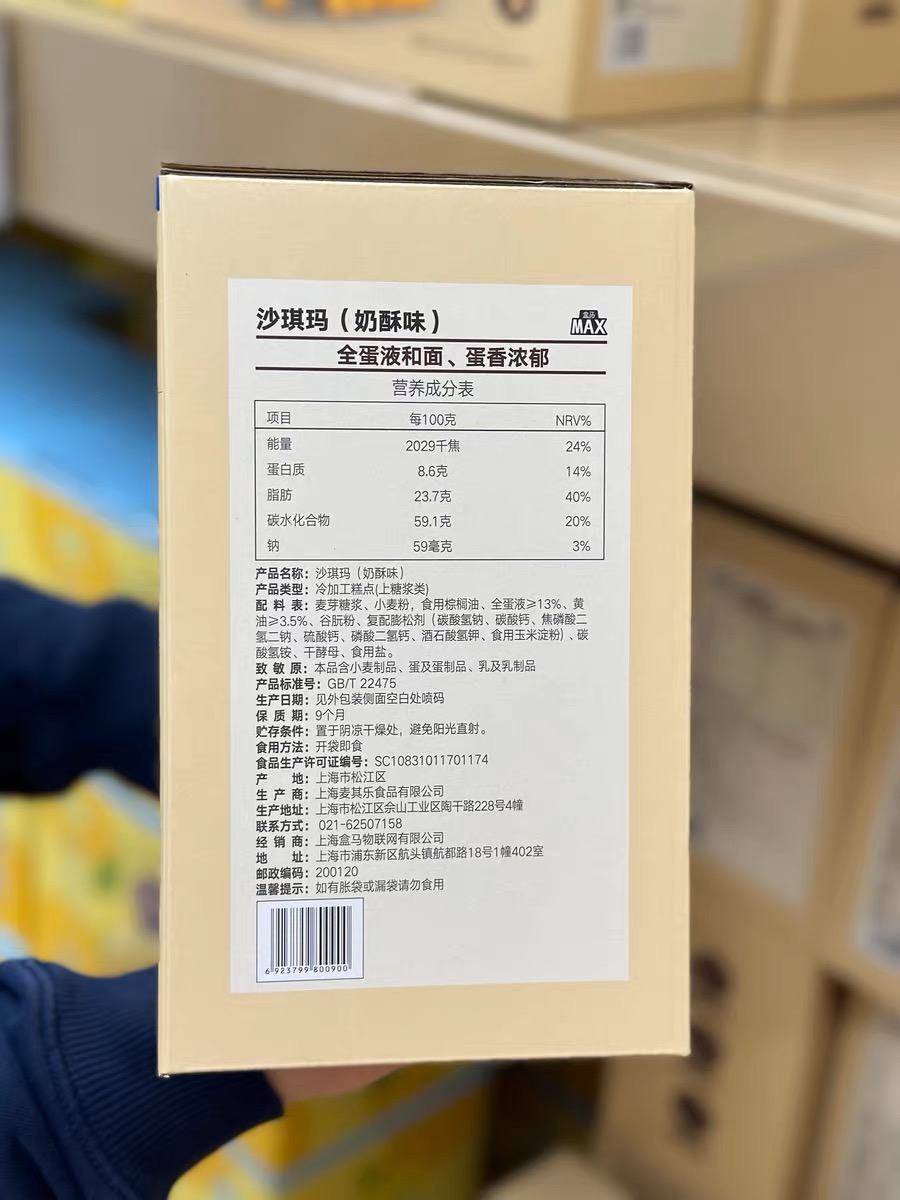 沙琪玛（奶酥味）
盒马
MAX
全蛋液和面、蛋香浓郁
营养成分表
项目 每100克 NRV%
能量 2029千焦 24%
蛋白质 8.6克 14%
脂肪 23.7克 40%
碳水化合物 59.1克 20%
钠 59毫克 3%
产品名称：沙琪玛（奶酥味）
产品类型：冷加工糕点(上糖浆类)
配 料 表：麦芽糖浆、小麦粉，食用棕榈油、全蛋液≥13%、黄
油≥3.5%、谷朊粉、复配膨松剂（碳酸氢钠、碳酸钙、焦磷酸二
氢二钠、硫酸钙、磷酸二氢钙、酒石酸氢钾、食用玉米淀粉）、碳
酸氢铵、干酵母、食用盐。
致 敏 原：本品含小麦制品、蛋及蛋制品、乳及乳制品
产品标准号：GB/T 22475
生产日期：见外包装侧面空白处喷码
保 质 期：9个月
贮存条件：置于阴凉干燥处，避免阳光直射。
食用方法：开袋即食
食品生产许可证编号：SC10831011701174
产 地：上海市松江区
生 产 商：上海麦其乐食品有限公司
生产地址：上海市松江区佘山工业区陶干路228号4幢
联系方式：021-62507158
经 销 商：上海盒马物联网有限公司
地 址：上海市浦东新区航头镇航都路18号1幢402室
邮政编码：200120
温馨提示：如有胀袋或漏袋请勿食用
6 923799 800900